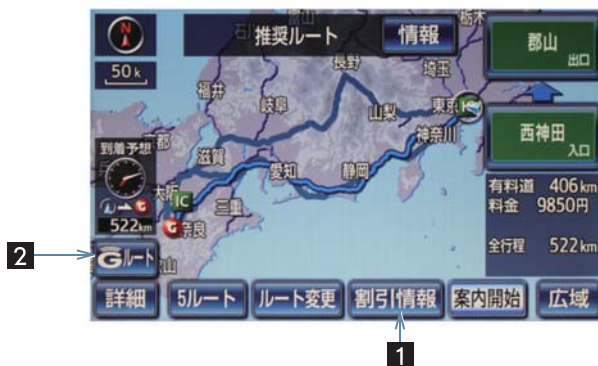 推奨ルート
情報
栃木
郡山
出口
50k
長野
埼玉
福井
岐阜
山梨
東京
神奈川
西神田
入口
京都
到着予想
滋賀
愛知
静岡
大阪
IC
三重
522km
G
奈良
有料道 406km
料金 9850円
全行程 522km
2
Gルート
詳細
5ルート
ルート変更
割引情報
案内開始
広域
1